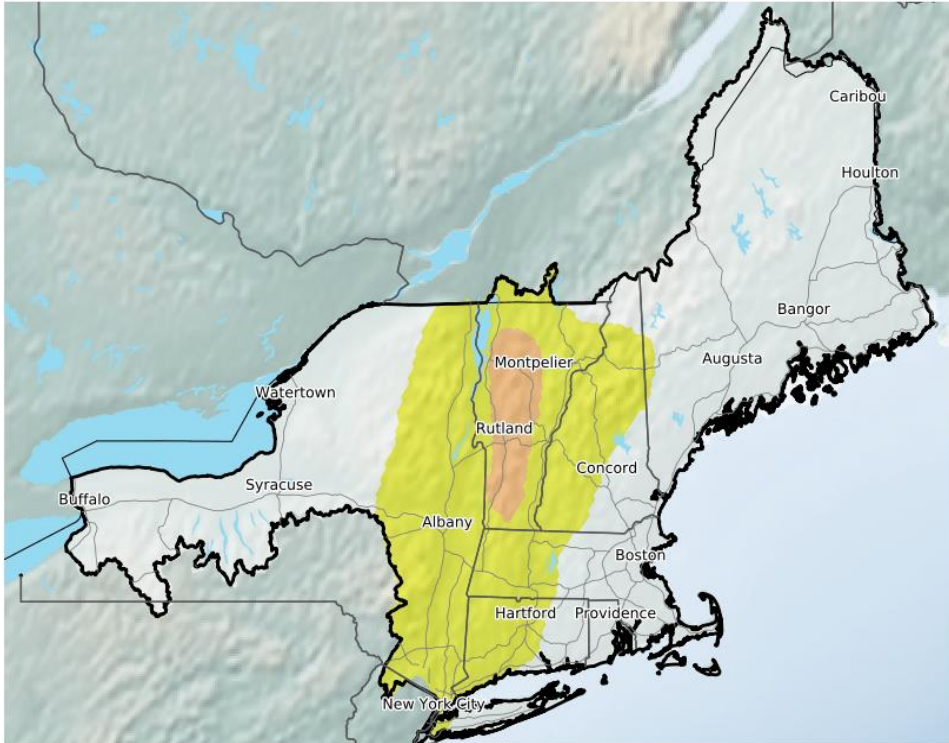 Caribou
Houlton
Bangor
Augusta
Montpelier
Watertown
Rutland
Concord
Syracuse
Buffalo
Albany
Boston
Hartford
Providence
New York City